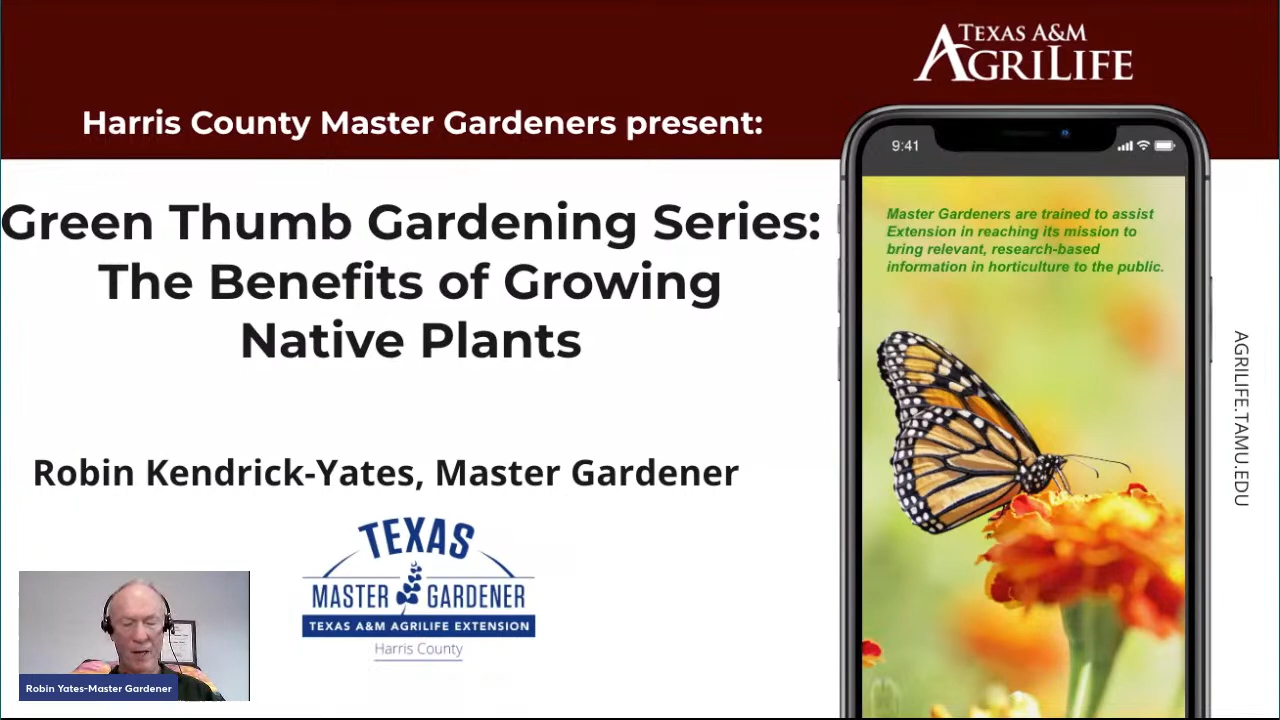 TEXAS A&M
AGRILIFE
Harris County Master Gardeners present:
9:41
Green Thumb Gardening Series:
The Benefits of Growing
Native Plants
Master Gardeners are trained to assist
Extension in reaching its mission to
bring relevant, research-based
information in horticulture to the public.
AGRILIFE.TAMU.EDU
Robin Kendrick-Yates, Master Gardener
TEXAS
MASTER GARDENER
TEXAS A&M AGRILIFE EXTENSION
Harris County
Robin Yates-Master Gardener